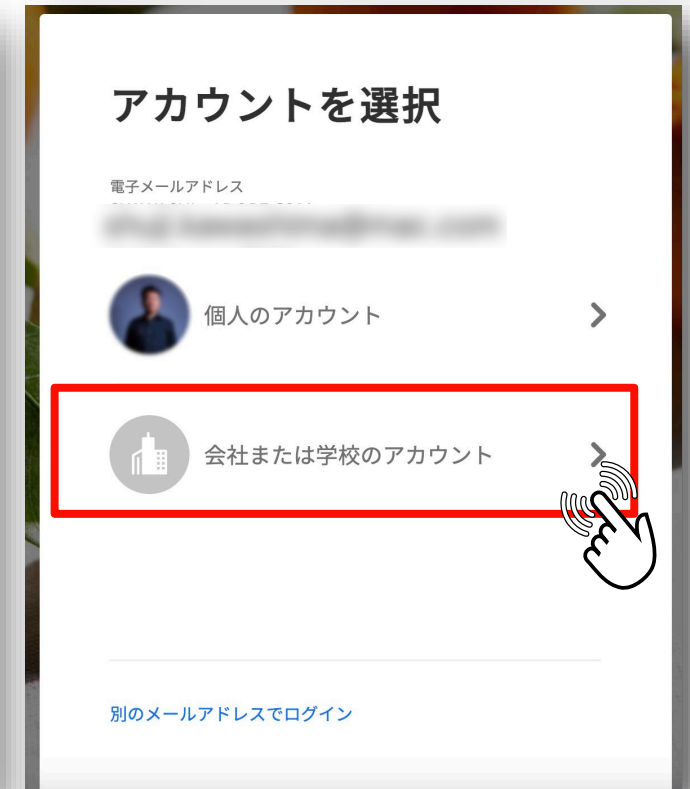 アカウントを選択
電子メールアドレス
個人のアカウント
会社または学校のアカウント
別のメールアドレスでログイン